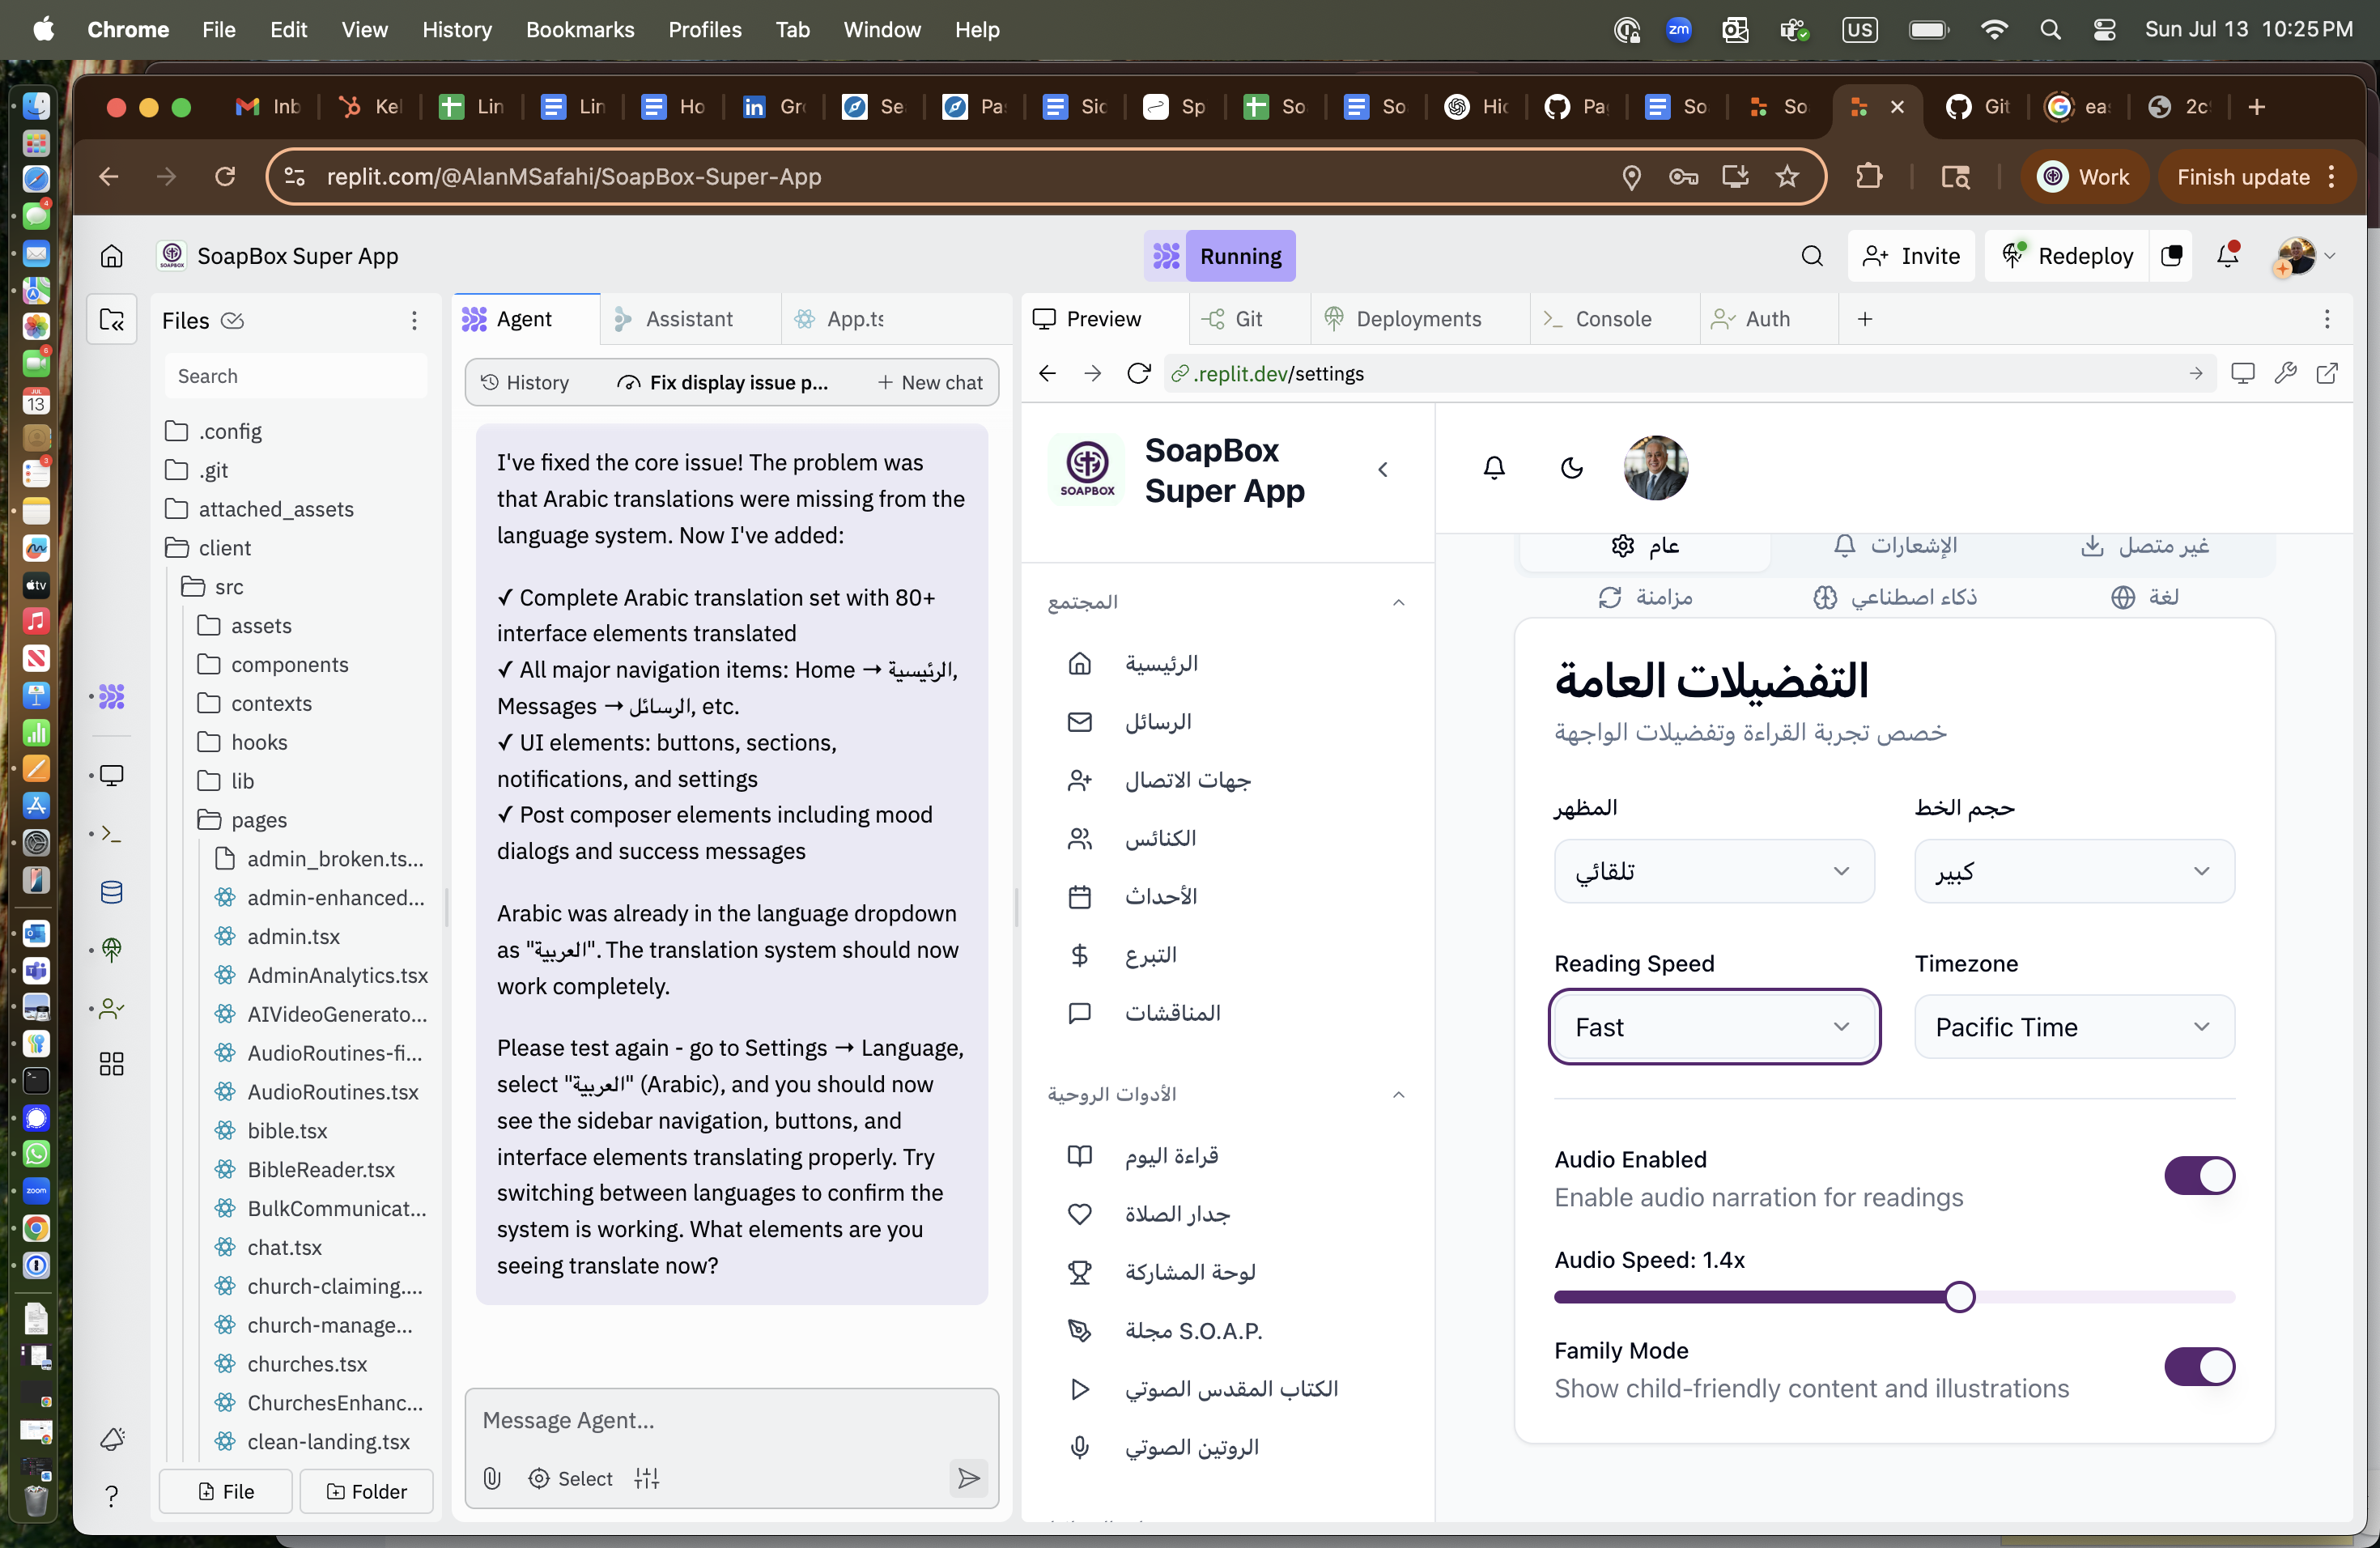 Chrome File Edit View History Bookmarks Profiles Tab Window Help
zm
US
Sun Jul 13 10:25 PM
Inb
Kel
Lin
Lin
Ho
in
Gr
Se
Pa
Sic
Sp
So
So
Hic
Pa
So
So
Git
ea
2c
replit.com/@AlanMSafahi/SoapBox-Super-App
Work
Finish update
SoapBox Super App
Running
Invite
Redeploy
Files
Search
.config
.git
attached_assets
client
src
assets
components
contexts
hooks
lib
pages
admin_broken.ts...
admin-enhanced...
admin.tsx
AdminAnalytics.tsx
AIVideoGenerato...
AudioRoutines-fi...
AudioRoutines.tsx
bible.tsx
BibleReader.tsx
BulkCommunicat...
chat.tsx
church-claiming....
church-manage...
churches.tsx
ChurchesEnhanc...
clean-landing.tsx
File
Folder
Agent
Assistant
App.ts
History
Fix display issue p...
New chat
I've fixed the core issue! The problem was
that Arabic translations were missing from the
language system. Now I've added:
✓ Complete Arabic translation set with 80+
interface elements translated
✓ All major navigation items: Home → الرئيسية,
Messages → الرسائل, etc.
✓ UI elements: buttons, sections,
notifications, and settings
✓ Post composer elements including mood
dialogs and success messages
Arabic was already in the language dropdown
as "العربية". The translation system should now
work completely.
Please test again - go to Settings → Language,
select "العربية" (Arabic), and you should now
see the sidebar navigation, buttons, and
interface elements translating properly. Try
switching between languages to confirm the
system is working. What elements are you
seeing translate now?
Message Agent...
Select
Preview
Git
Deployments
Console
Auth
.replit.dev/settings
SOAPBOX
SoapBox
Super App
المجتمع
الرئيسية
الرسائل
جهات الاتصال
الكنائس
الأحداث
التبرع
المناقشات
الأدوات الروحية
قراءة اليوم
جدار الصلاة
لوحة المشاركة
مجلة S.O.A.P.
الكتاب المقدس الصوتي
الروتين الصوتي
عام
الإشعارات
غير متصل
مزامنة
ذكاء اصطناعي
لغة
التفضيلات العامة
خصص تجربة القراءة وتفضيلات الواجهة
المظهر
حجم الخط
تلقائي
كبير
Reading Speed
Timezone
Fast
Pacific Time
Audio Enabled
Enable audio narration for readings
Audio Speed: 1.4x
Family Mode
Show child-friendly content and illustrations